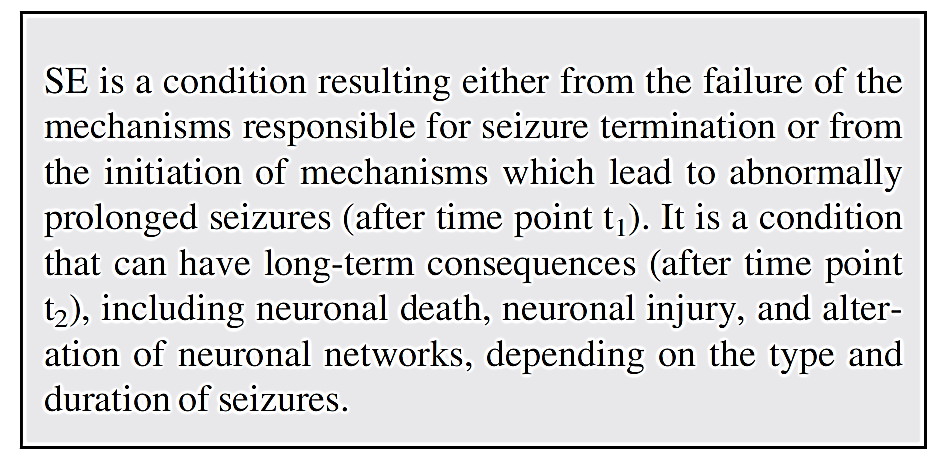 SE is a condition resulting either from the failure of the
mechanisms responsible for seizure termination or from
the initiation of mechanisms which lead to abnormally
prolonged seizures (after time point t₁). It is a condition
that can have long-term consequences (after time point
t₂), including neuronal death, neuronal injury, and alter-
ation of neuronal networks, depending on the type and
duration of seizures.